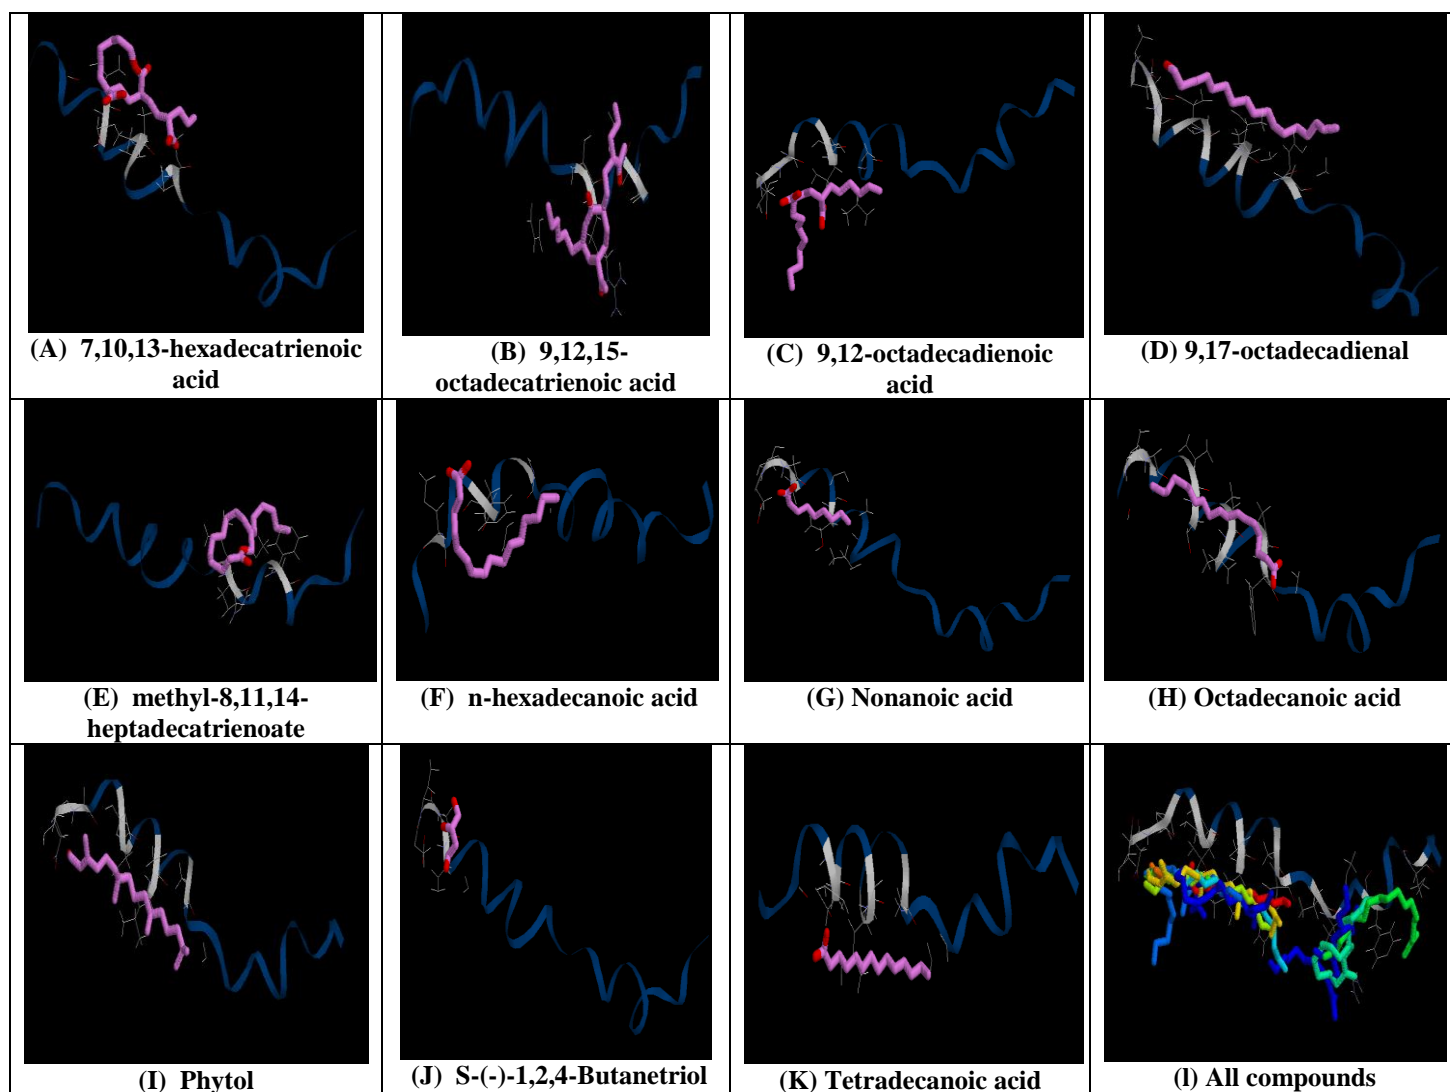 (A) 7,10,13-hexadecatrienoic
acid
(B) 9,12,15-
octadecatrienoic acid
(C) 9,12-octadecadienoic
acid
(D) 9,17-octadecadienal
(E) methyl-8,11,14-
heptadecatrienoate
(F) n-hexadecanoic acid
(G) Nonanoic acid
(H) Octadecanoic acid
(I) Phytol
(J) S-(-)-1,2,4-Butanetriol
(K) Tetradecanoic acid
(l) All compounds